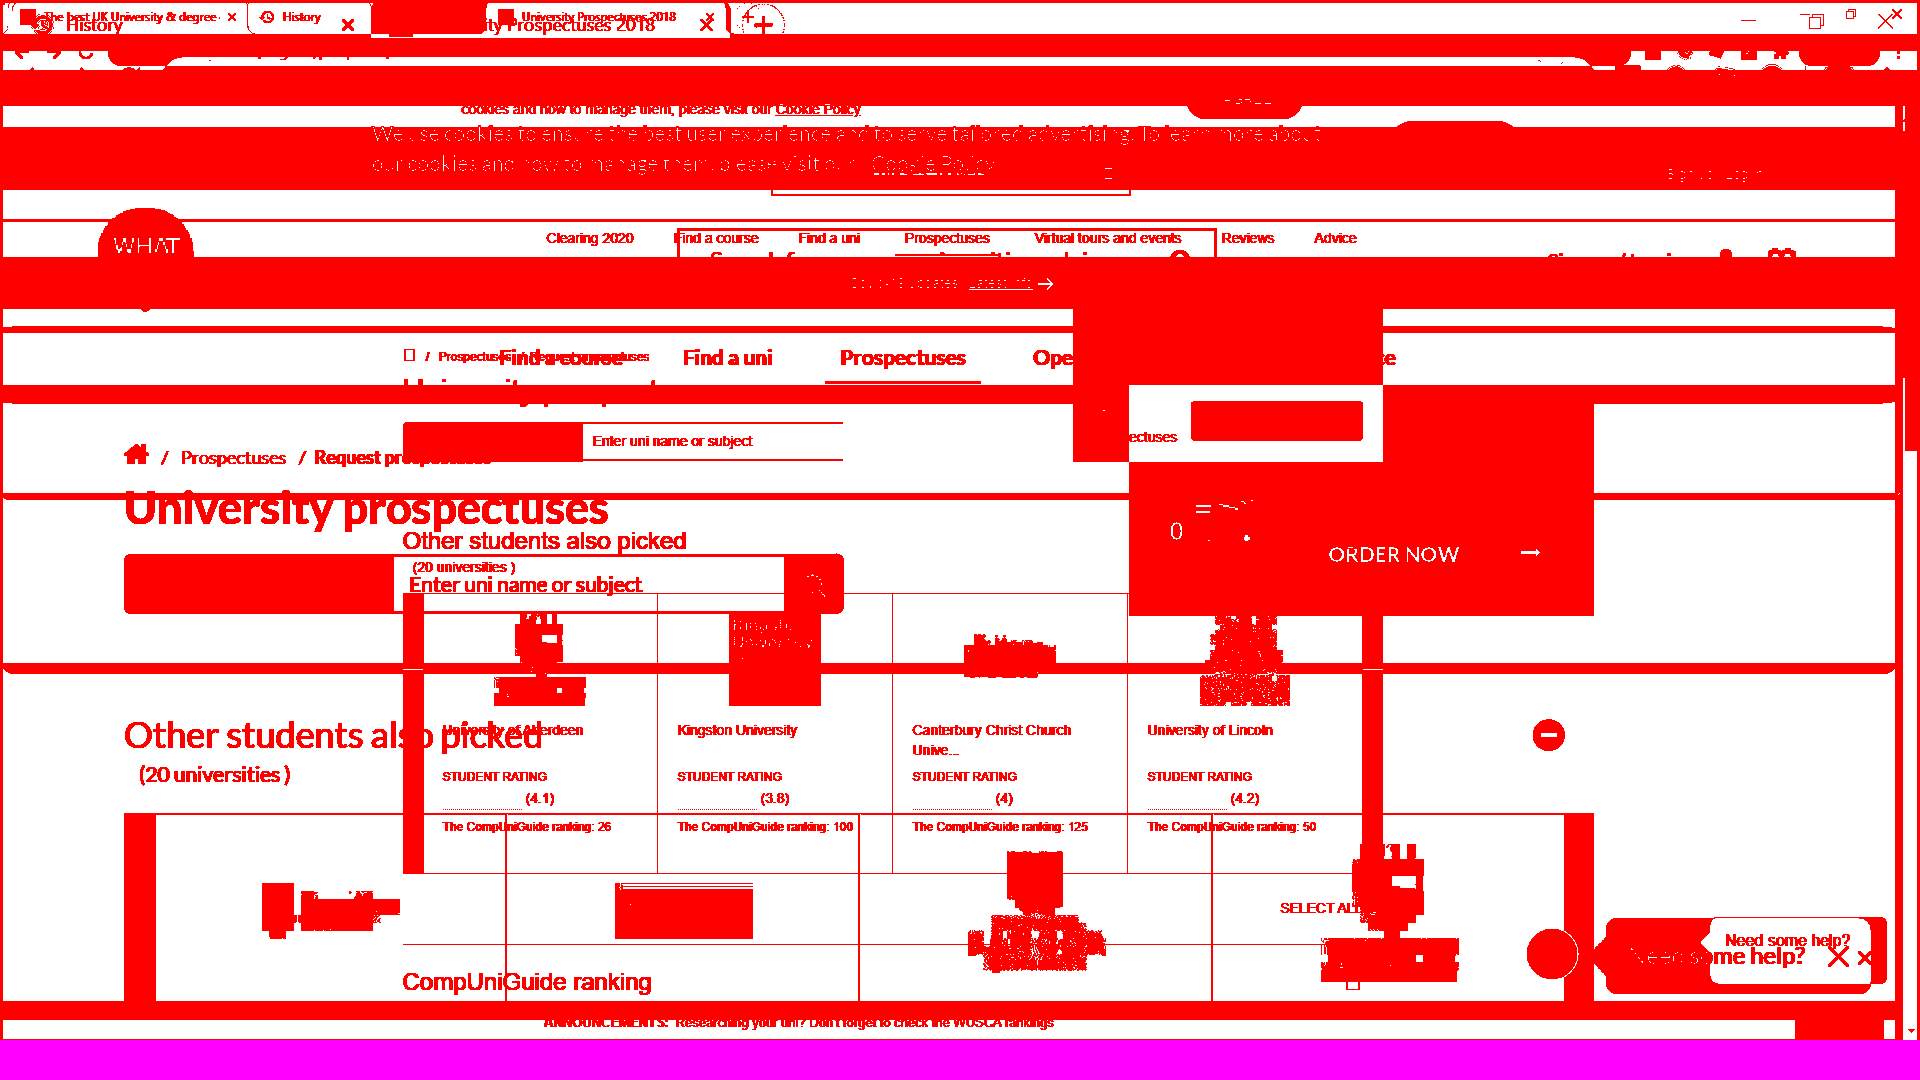 The best UK University & degree
History
University Prospectuses 2018
History
ty Prospectuses 2018
cookies and how to manage them, please visit our Cookie Policy
We use cookies to ensure the best user experience and to serve tailored advertising. To learn more about
our cookies and how to manage them please visit our Cookie Policy
WHAT
Clearing 2020
Find a course
Find a uni
Prospectuses
Virtual tours and events
Reviews
Advice
Latest info →
/ Prospectuses / Request prospectuses
Find a course
Find a uni
Prospectuses
Ope
ce
Enter uni name or subject
ectuses
/ Prospectuses / Request prospectuses
University prospectuses
0
ORDER NOW →
Other students also picked
(20 universities )
Enter uni name or subject
Other students also picked
(20 universities )
University of Aberdeen
Kingston University
Canterbury Christ Church
Unive...
University of Lincoln
STUDENT RATING
STUDENT RATING
STUDENT RATING
STUDENT RATING
(4.1)
(3.8)
(4)
(4.2)
The CompUniGuide ranking: 26
The CompUniGuide ranking: 100
The CompUniGuide ranking: 125
The CompUniGuide ranking: 50
SELECT ALL
Need some help?
Need some help?
CompUniGuide ranking
ANNOUNCEMENTS: Researching your uni? Don't forget to check the WUSCA rankings